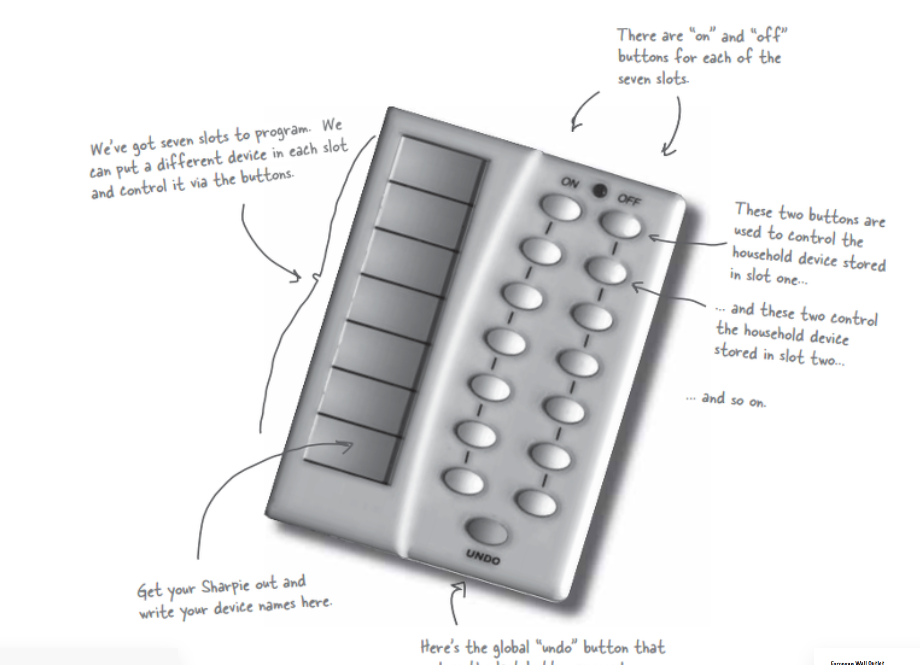 There are "on" and "off"
buttons for each of the
seven slots.
We've got seven slots to program. We
can put a different device in each slot
and control it via the buttons.
ON OFF
These two buttons are
used to control the
household device stored
in slot one...
... and these two control
the household device
stored in slot two...
... and so on.
UNDO
Get your Sharpie out and
write your device names here.
Here's the global "undo" button that
European Wall Outlet